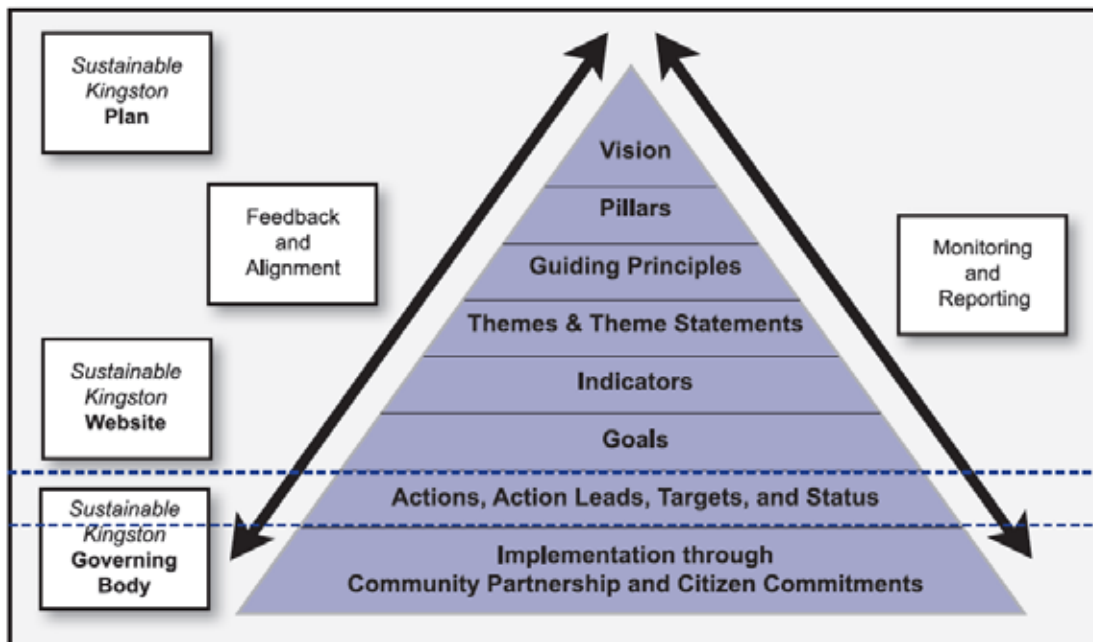 Sustainable
Kingston
Plan
Feedback
and
Alignment
Sustainable
Kingston
Website
Sustainable
Kingston
Governing
Body
Vision
Pillars
Guiding Principles
Themes & Theme Statements
Indicators
Goals
Actions, Action Leads, Targets, and Status
Implementation through
Community Partnership and Citizen Commitments
Monitoring
and
Reporting